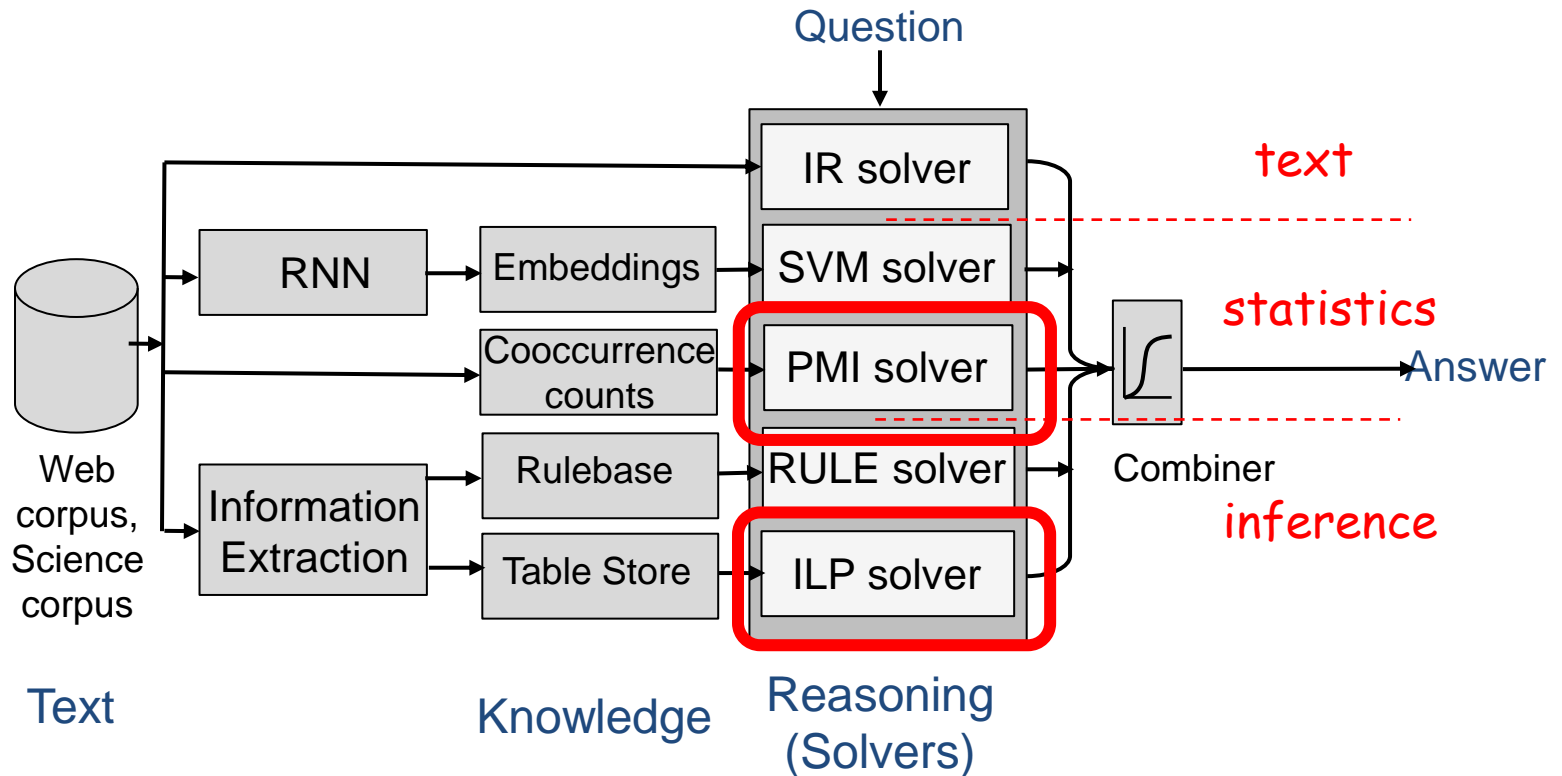 Question
IR solver
text
RNN
Embeddings
SVM solver
statistics
Cooccurrence
counts
PMI solver
Answer
Web
corpus,
Science
corpus
Information
Extraction
Rulebase
RULE solver
Combiner
inference
Table Store
ILP solver
Text
Knowledge
Reasoning
(Solvers)